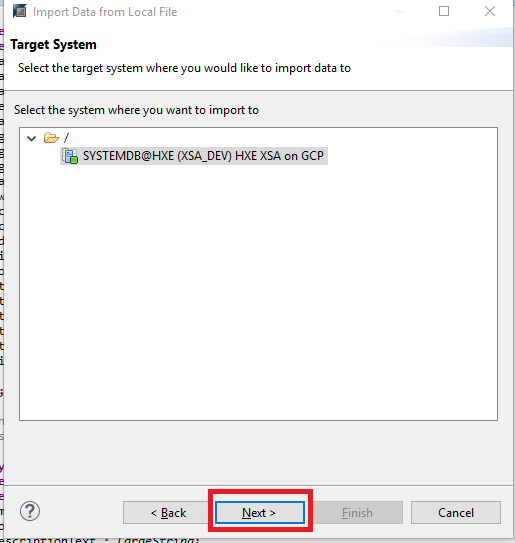 Import Data from Local File
Target System
Select the target system where you would like to import data to
Select the system where you want to import to
/
SYSTEMDB@HXE (XSA_DEV) HXE XSA on GCP
? < Back Next > Finish Cancel
escriptionText : LargeString;